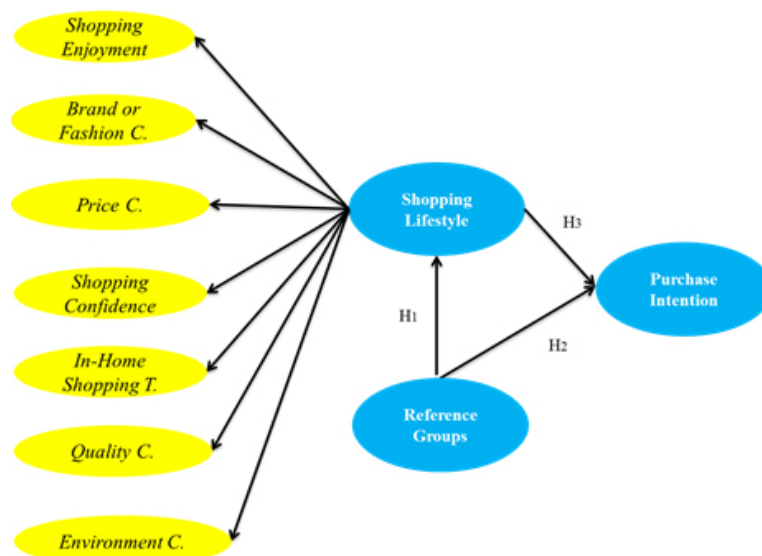 Shopping
Enjoyment
Brand or
Fashion C.
Price C.
Shopping
Confidence
In-Home
Shopping T.
Quality C.
Environment C.
Shopping
Lifestyle
H3
Purchase
Intention
H1
H2
Reference
Groups